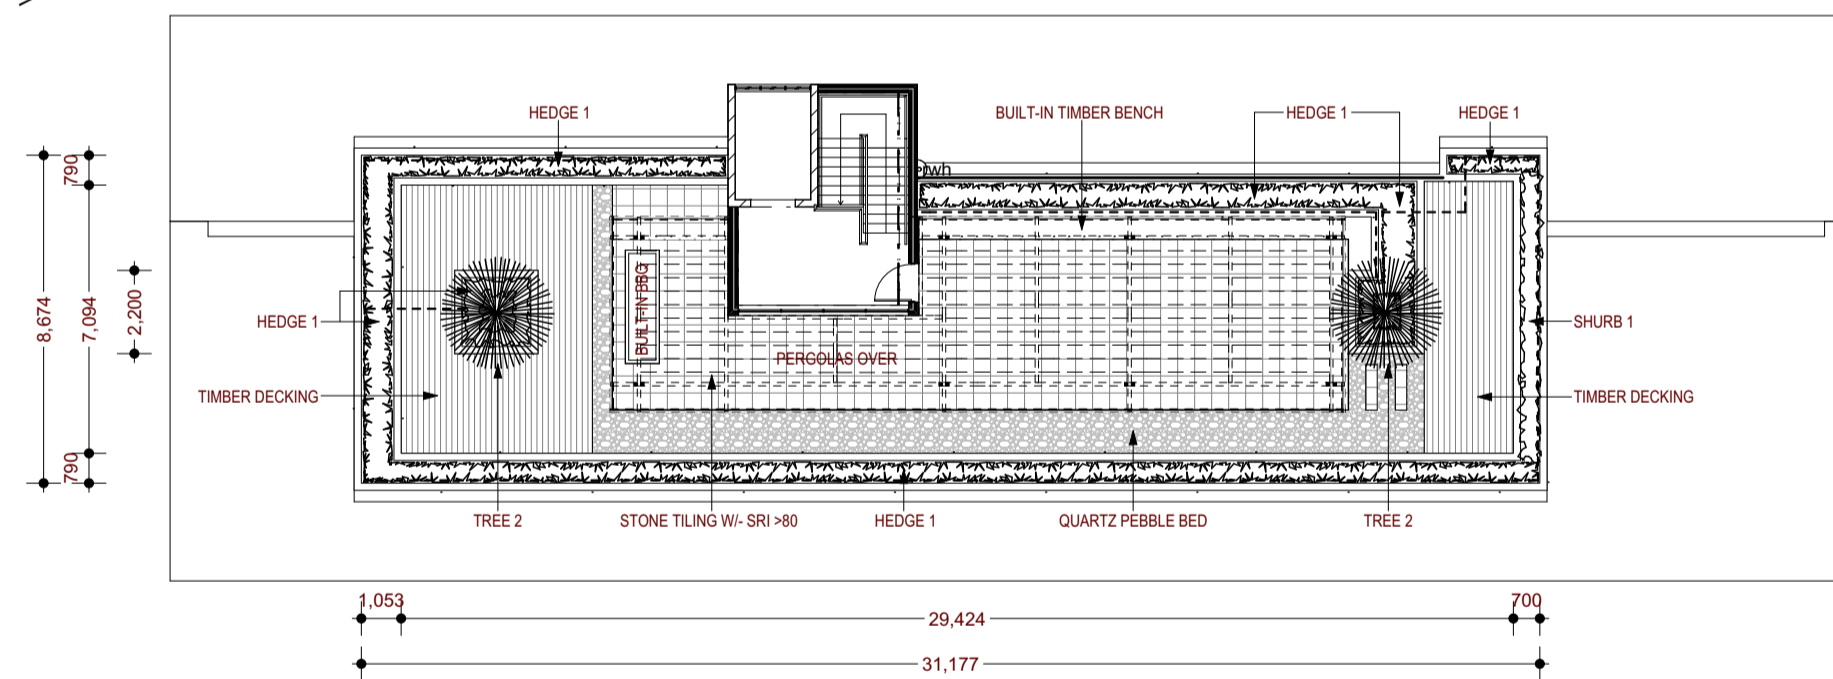 HEDGE 1
BUILT-IN TIMBER BENCH
HEDGE 1
HEDGE 1
wh
790
8,674
7,094
2,200
790
HEDGE 1
TIMBER DECKING
BUILT-IN BBQ
PERGOLAS OVER
SHURB 1
TIMBER DECKING
TREE 2
STONE TILING W/- SRI >80
HEDGE 1
QUARTZ PEBBLE BED
TREE 2
1,053
29,424
700
31,177